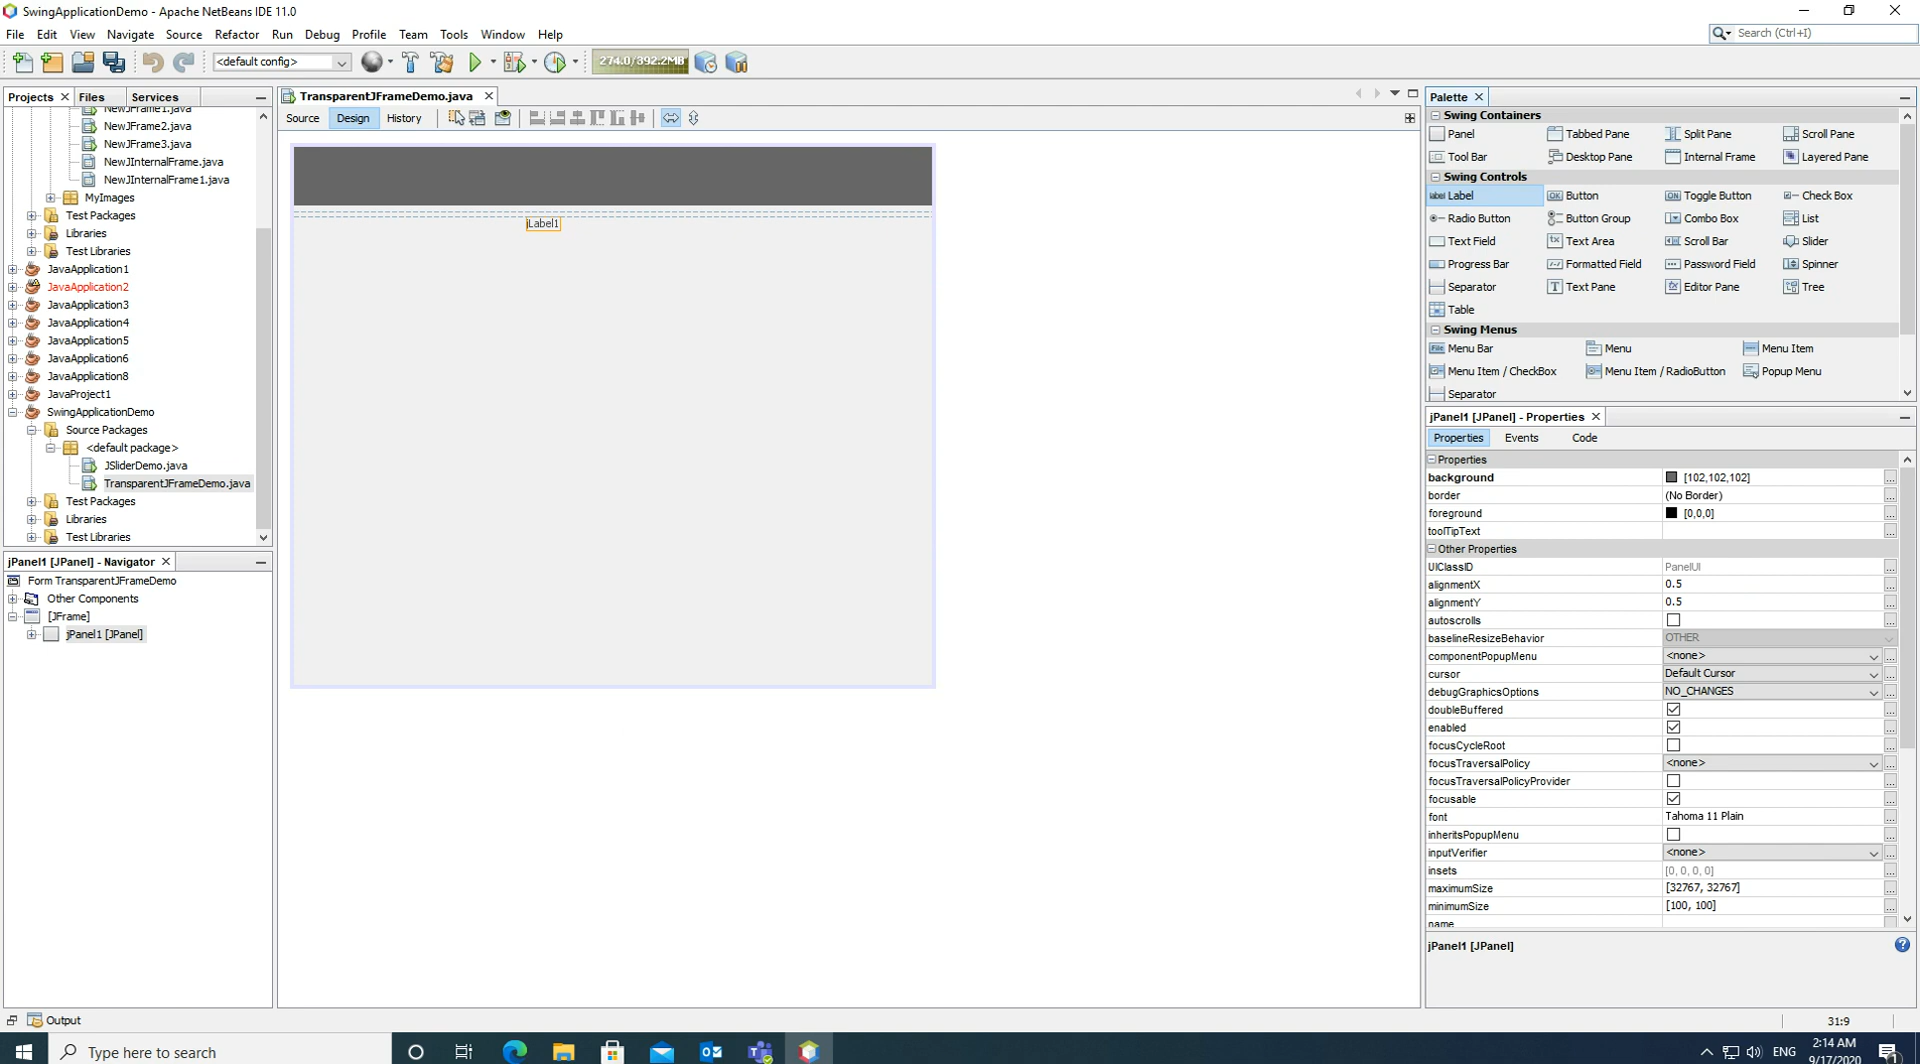 SwingApplicationDemo - Apache NetBeans IDE 11.0
File Edit View Navigate Source Refactor Run Debug Profile Team Tools Window Help
Search (Ctrl+I)
<default config>
274.0/392.2MB
Projects Files Services
TransparentJFrameDemo.java
Palette
Source Design History
NewJFrame1.java
NewJFrame2.java
NewJFrame3.java
NewJInternalFrame.java
NewJInternalFrame1.java
MyImages
Test Packages
Libraries
Test Libraries
JavaApplication1
JavaApplication2
JavaApplication3
JavaApplication4
JavaApplication5
JavaApplication6
JavaApplication8
JavaProject1
SwingApplicationDemo
Source Packages
<default package>
JSliderDemo.java
TransparentJFrameDemo.java
Test Packages
Libraries
Test Libraries
jPanel1 [JPanel] - Navigator
Form TransparentJFrameDemo
Other Components
[JFrame]
jPanel1 [JPanel]
jLabel1
Swing Containers
Panel Tabbed Pane Split Pane Scroll Pane
Tool Bar Desktop Pane Internal Frame Layered Pane
Swing Controls
label Label OK Button ON Toggle Button Check Box
Radio Button Button Group Combo Box List
Text Field Text Area Scroll Bar Slider
Progress Bar Formatted Field Password Field Spinner
Separator Text Pane Editor Pane Tree
Table
Swing Menus
File Menu Bar Menu Menu Item
Menu Item / CheckBox Menu Item / RadioButton Popup Menu
Separator
jPanel1 [JPanel] - Properties
Properties Events Code
Properties
background [102,102,102] ...
border (No Border) ...
foreground [0,0,0] ...
toolTipText ...
Other Properties
UIClassID PanelUI ...
alignmentX 0.5 ...
alignmentY 0.5 ...
autoscrolls ...
baselineResizeBehavior OTHER
componentPopupMenu <none> ...
cursor Default Cursor ...
debugGraphicsOptions NO_CHANGES ...
doubleBuffered ...
enabled ...
focusCycleRoot ...
focusTraversalPolicy <none> ...
focusTraversalPolicyProvider ...
focusable ...
font Tahoma 11 Plain ...
inheritsPopupMenu ...
inputVerifier <none> ...
insets [0, 0, 0, 0] ...
maximumSize [32767, 32767] ...
minimumSize [100, 100] ...
name
jPanel1 [JPanel]
Output
31:9
Type here to search
ENG
2:14 AM
9/17/2020
1